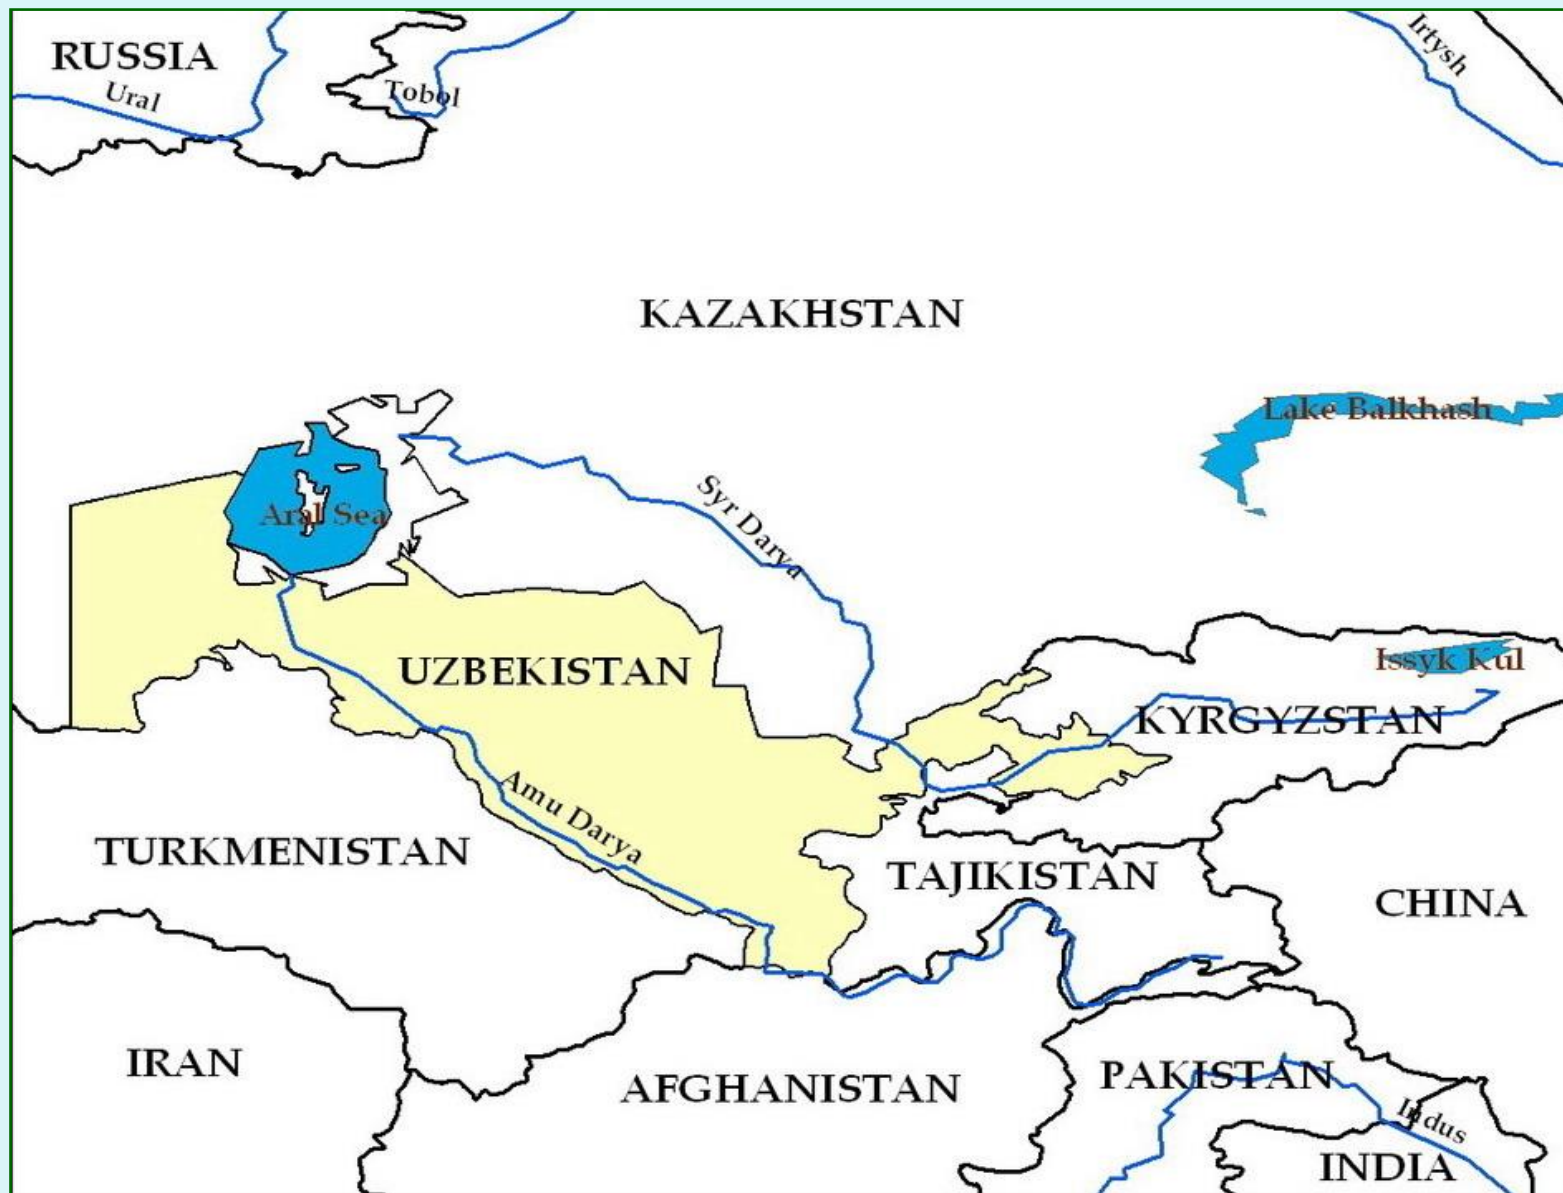 RUSSIA
Ural
Tobol
Irtysh
KAZAKHSTAN
Lake Balkhash
Syr Darya
Aral Sea
UZBEKISTAN
Issyk Kul
KYRGYZSTAN
Amu Darya
TURKMENISTAN
TAJIKISTAN
CHINA
IRAN
AFGHANISTAN
PAKISTAN
Indus
INDIA